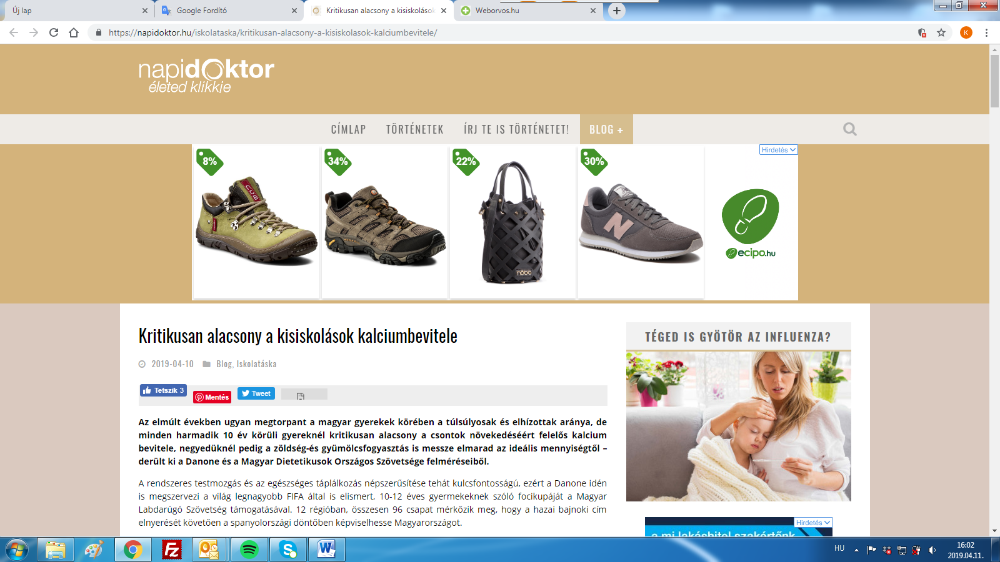 Új lap
Google Fordító
Kritikusan alacsony a kisiskolások
Weborvos.hu
https://napidoktor.hu/iskolataska/kritikusan-alacsony-a-kisiskolasok-kalciumbevitele/
K
napidoktor
életed klikkje
CÍMLAP
TÖRTÉNETEK
ÍRJ TE IS TÖRTÉNETET!
BLOG +
Hirdetés
8%
34%
22%
30%
CUB
N
nobo
ecipo.hu
Kritikusan alacsony a kisiskolások kalciumbevitele
2019-04-10
Blog, Iskolatáska
Tetszik 3
Mentés
Tweet
Az elmúlt években ugyan megtorpant a magyar gyerekek körében a túlsúlyosak és elhízottak aránya, de
minden harmadik 10 év körüli gyereknél kritikusan alacsony a csontok növekedéséért felelős kalcium
bevitele, negyedüknél pedig a zöldség-és gyümölcsfogyasztás is messze elmarad az ideális mennyiségtől –
derült ki a Danone és a Magyar Dietetikusok Országos Szövetsége felméréseiből.
A rendszeres testmozgás és az egészséges táplálkozás népszerűsítése tehát kulcsfontosságú, ezért a Danone idén
is megszervezi a világ legnagyobb FIFA által is elismert, 10-12 éves gyermekeknek szóló focikupáját a Magyar
Labdarúgó Szövetség támogatásával. 12 régióban, összesen 96 csapat mérkőzik meg, hogy a hazai bajnoki cím
elnyerését követően a spanyolországi döntőben képviselhesse Magyarországot.
TÉGED IS GYÖTÖR AZ INFLUENZA?
Hirdetés
a mi lakáshitel szakértőnk
HU
16:02
2019.04.11.